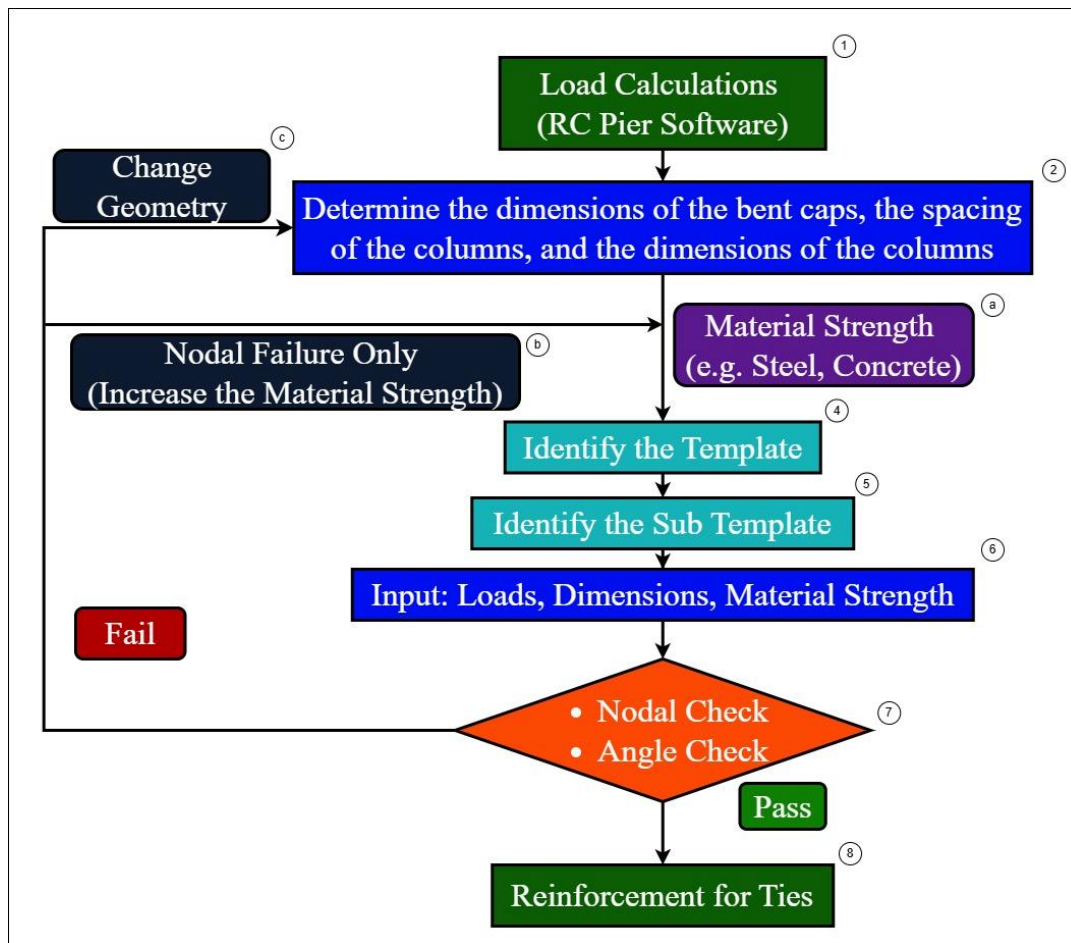 1
Load Calculations
(RC Pier Software)
c
Change
Geometry
2
Determine the dimensions of the bent caps, the spacing
of the columns, and the dimensions of the columns
a
Material Strength
(e.g. Steel, Concrete)
b
Nodal Failure Only
(Increase the Material Strength)
4
Identify the Template
5
Identify the Sub Template
6
Input: Loads, Dimensions, Material Strength
Fail
7
• Nodal Check
• Angle Check
Pass
8
Reinforcement for Ties